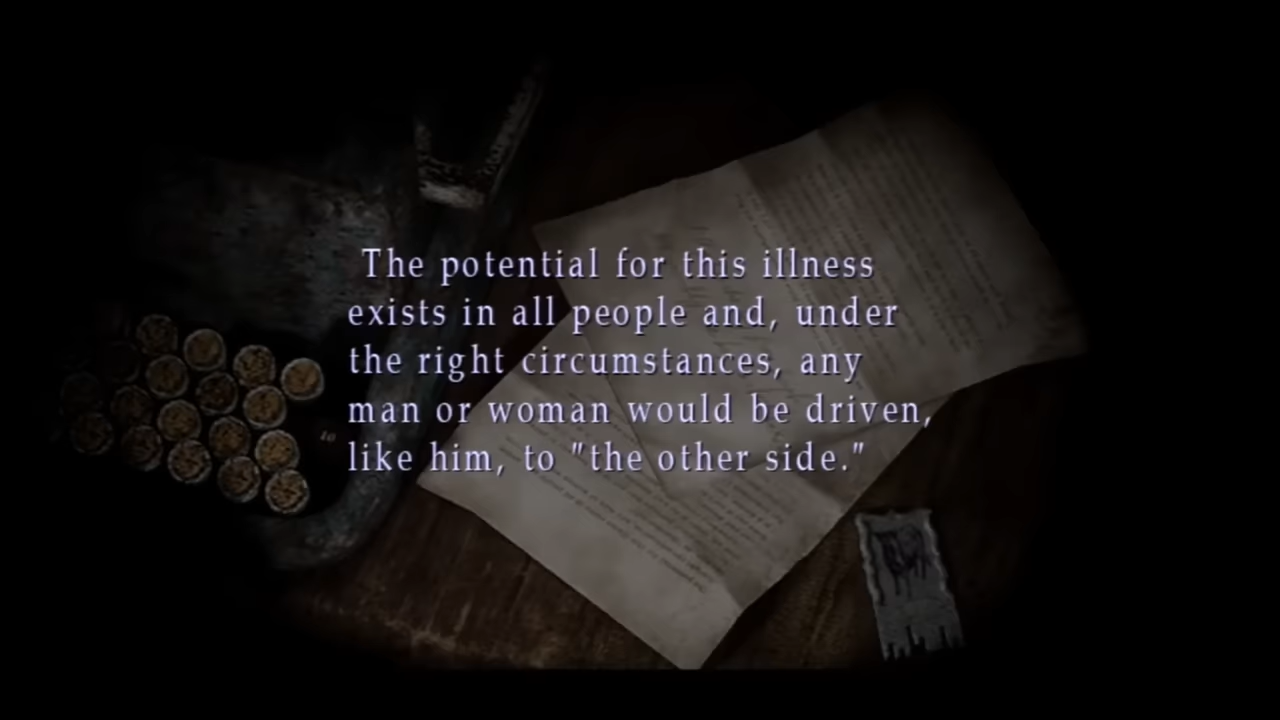 The potential for this illness
exists in all people and, under
the right circumstances, any
man or woman would be driven,
like him, to "the other side."